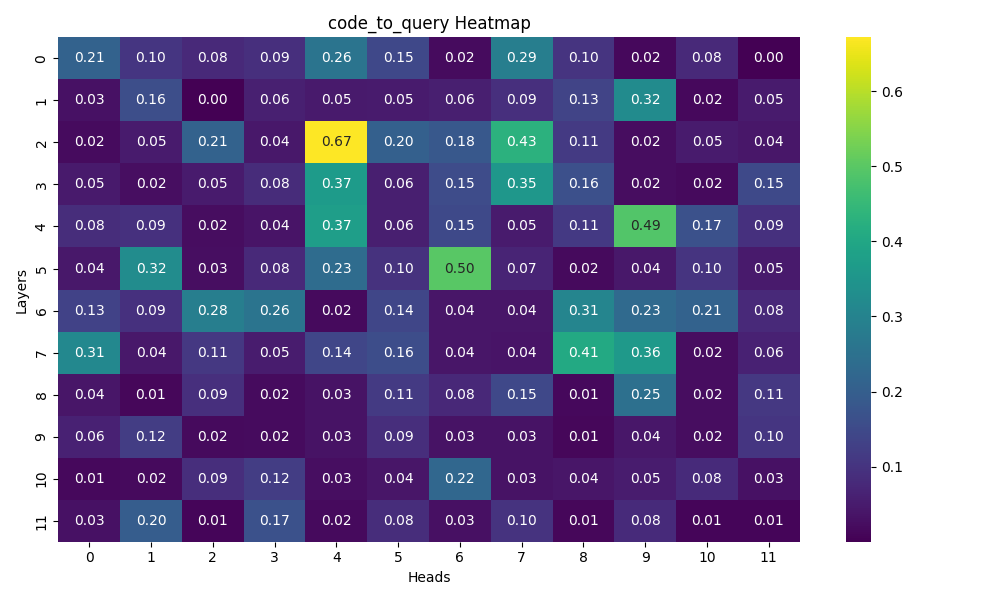 code_to_query Heatmap
0 0.21 0.10 0.08 0.09 0.26 0.15 0.02 0.29 0.10 0.02 0.08 0.00
1 0.03 0.16 0.00 0.06 0.05 0.05 0.06 0.09 0.13 0.32 0.02 0.05
2 0.02 0.05 0.21 0.04 0.67 0.20 0.18 0.43 0.11 0.02 0.05 0.04
3 0.05 0.02 0.05 0.08 0.37 0.06 0.15 0.35 0.16 0.02 0.02 0.15
4 0.08 0.09 0.02 0.04 0.37 0.06 0.15 0.05 0.11 0.49 0.17 0.09
5 0.04 0.32 0.03 0.08 0.23 0.10 0.50 0.07 0.02 0.04 0.10 0.05
6 0.13 0.09 0.28 0.26 0.02 0.14 0.04 0.04 0.31 0.23 0.21 0.08
7 0.31 0.04 0.11 0.05 0.14 0.16 0.04 0.04 0.41 0.36 0.02 0.06
8 0.04 0.01 0.09 0.02 0.03 0.11 0.08 0.15 0.01 0.25 0.02 0.11
9 0.06 0.12 0.02 0.02 0.03 0.09 0.03 0.03 0.01 0.04 0.02 0.10
10 0.01 0.02 0.09 0.12 0.03 0.04 0.22 0.03 0.04 0.05 0.08 0.03
11 0.03 0.20 0.01 0.17 0.02 0.08 0.03 0.10 0.01 0.08 0.01 0.01
0 1 2 3 4 5 6 7 8 9 10 11
Heads
Layers
0.6
0.5
0.4
0.3
0.2
0.1